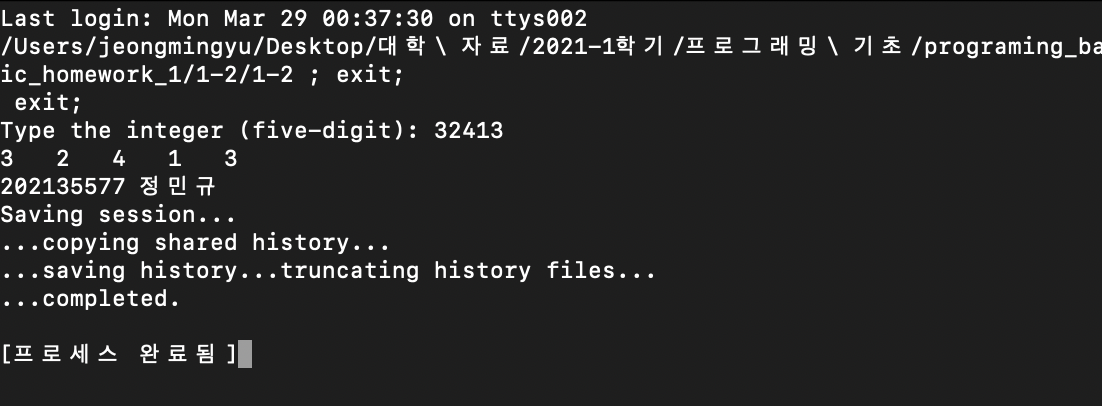 Last login: Mon Mar 29 00:37:30 on ttys002
/Users/jeongmingyu/Desktop/대학\ 자료/2021-1학기/프로그래밍\ 기초/programing_ba
ic_homework_1/1-2/1-2 ; exit;
 exit;
Type the integer (five-digit): 32413
3   2   4   1   3
202135577 정민규
Saving session...
...copying shared history...
...saving history...truncating history files...
...completed.
[프로세스 완료됨]